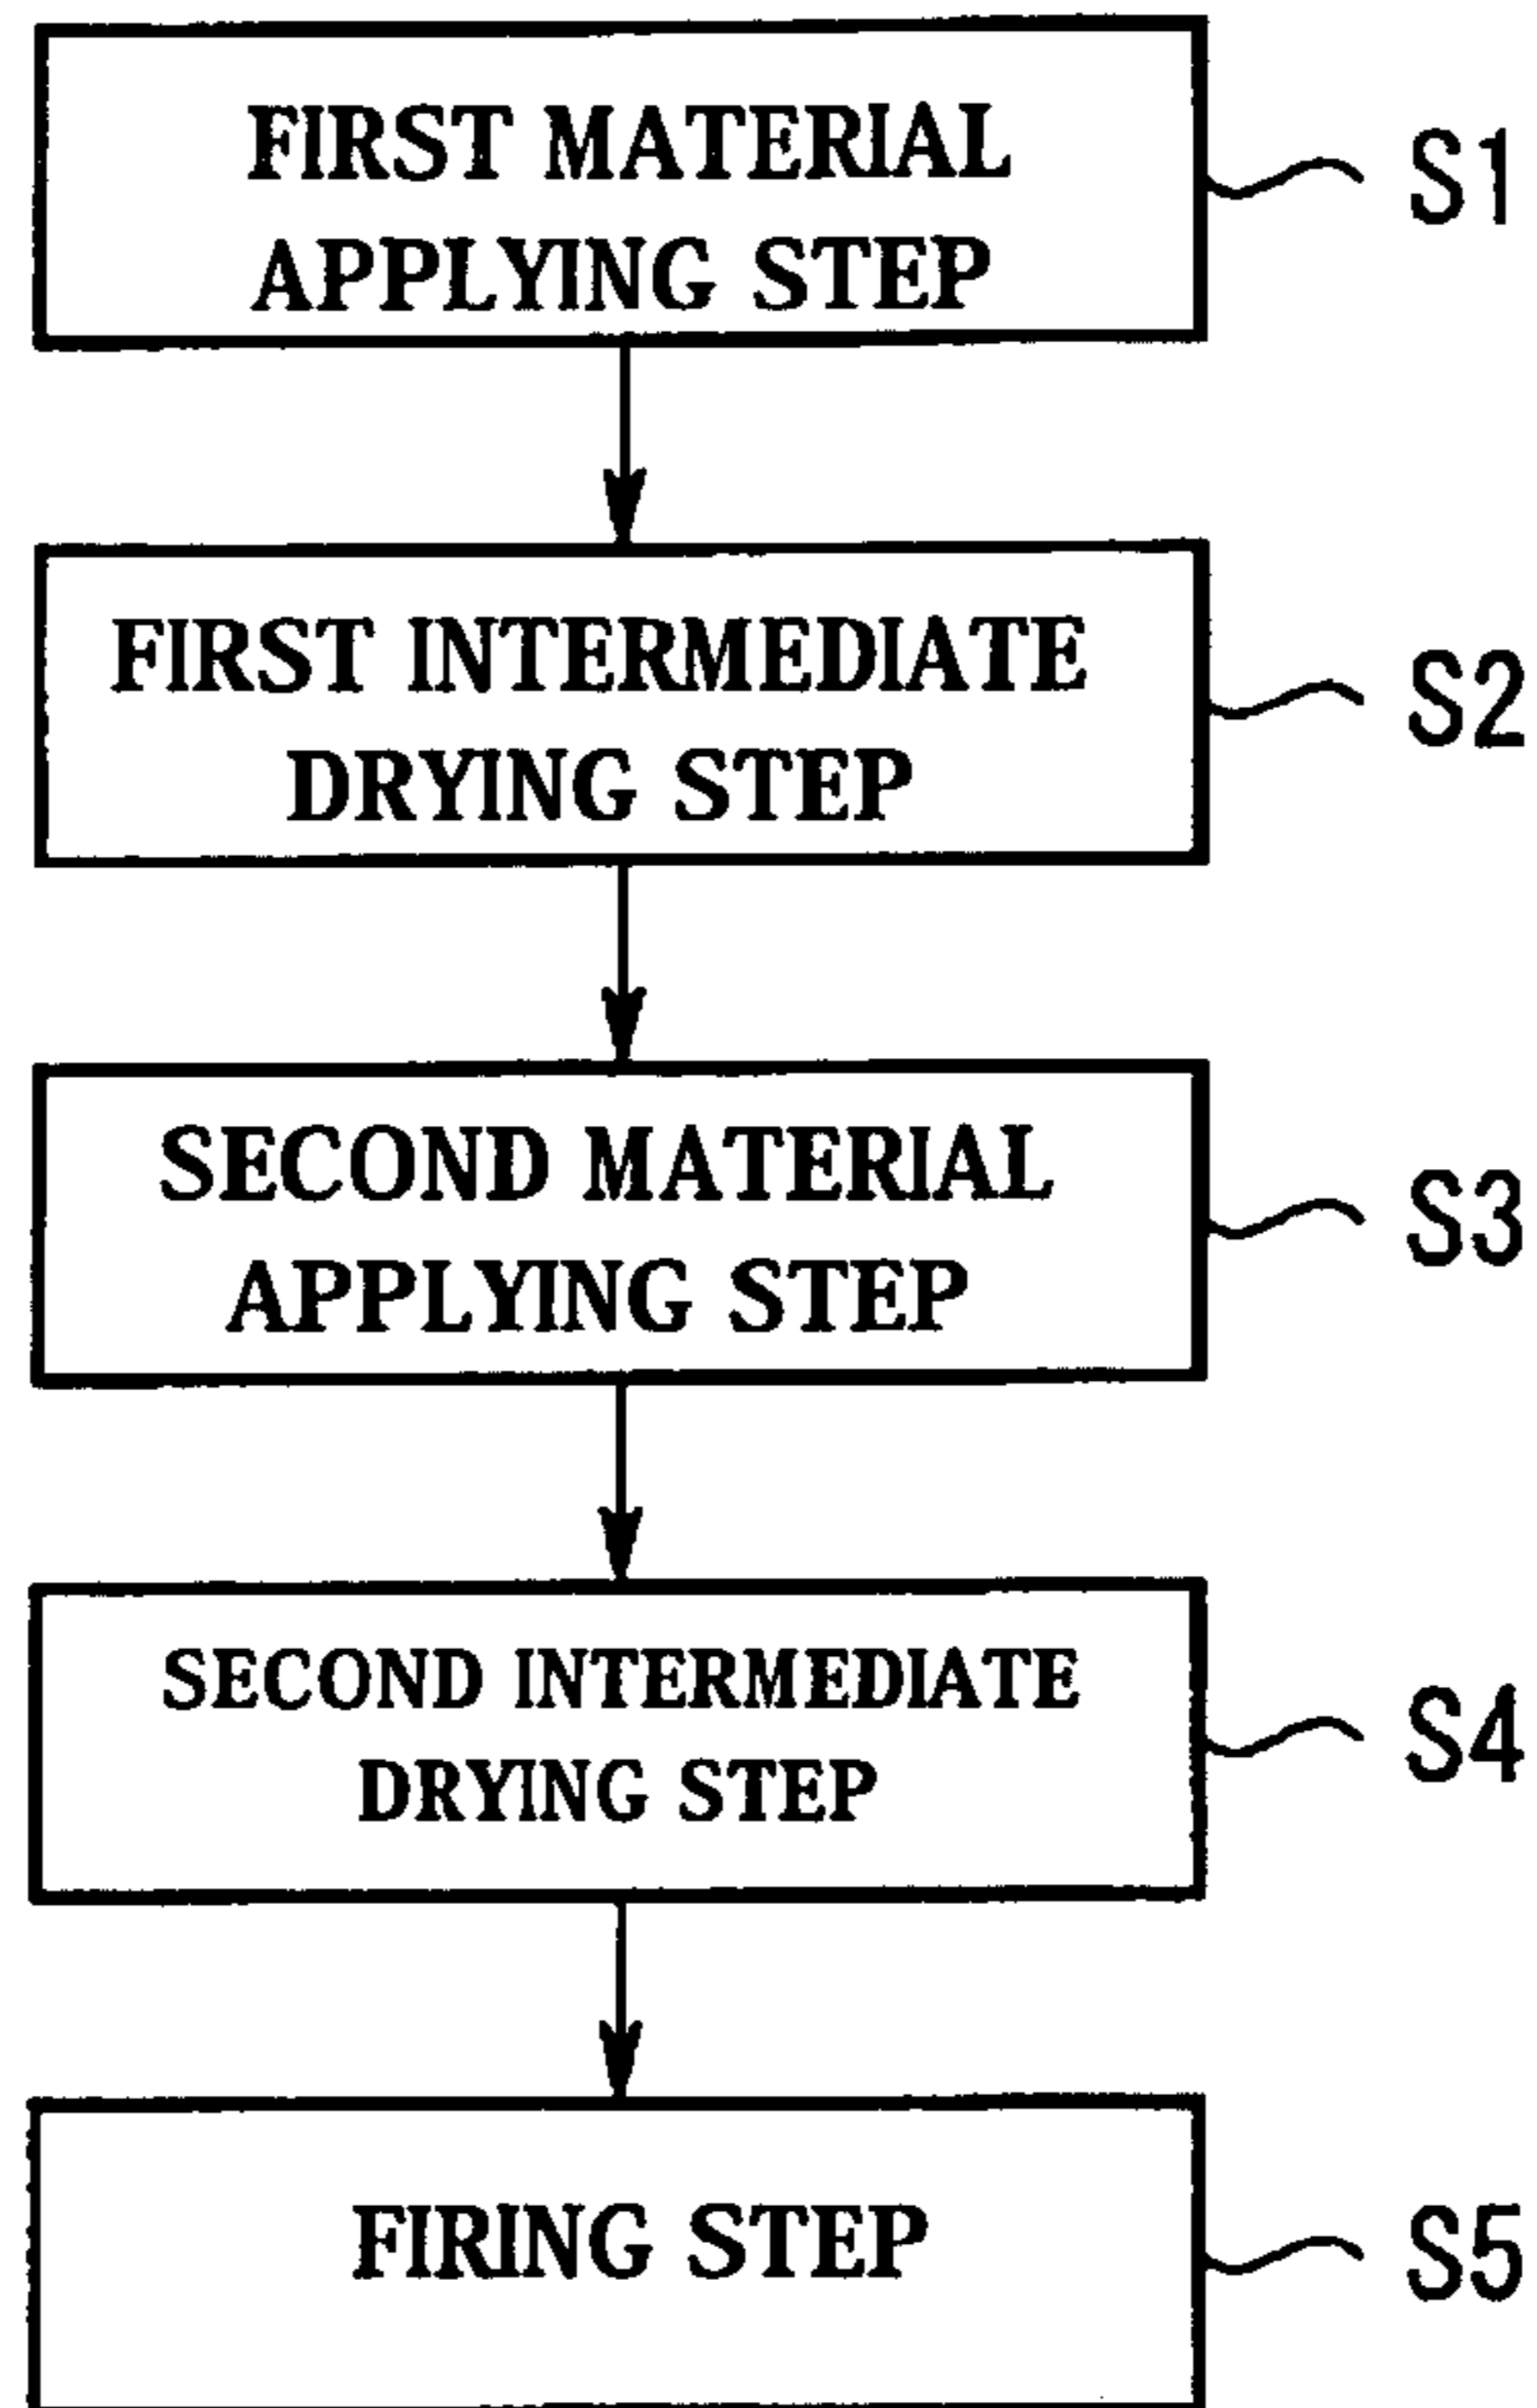 FIRST MATERIAL
APPLYING STEP
S1
FIRST INTERMEDIATE
DRYING STEP
S2
SECOND MATERIAL
APPLYING STEP
S3
SECOND INTERMEDIATE
DRYING STEP
S4
FIRING STEP
S5